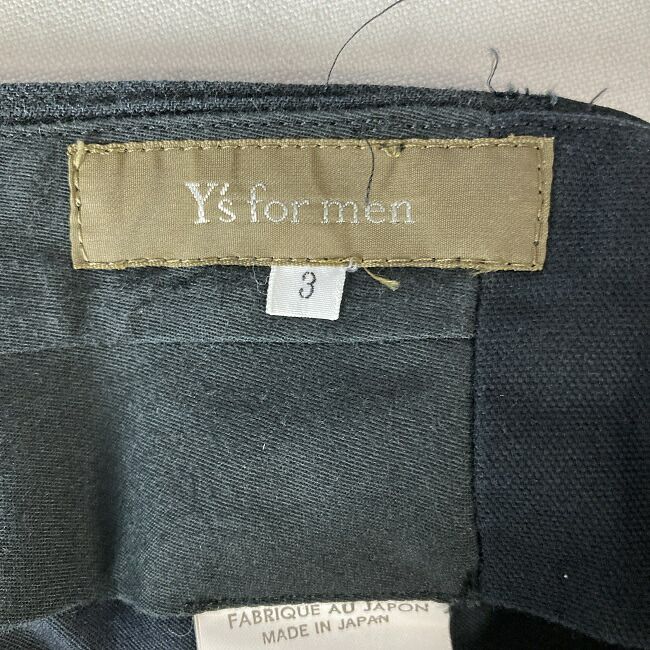 Y's for men
3
FABRIQUE AU JAPON
MADE IN JAPAN